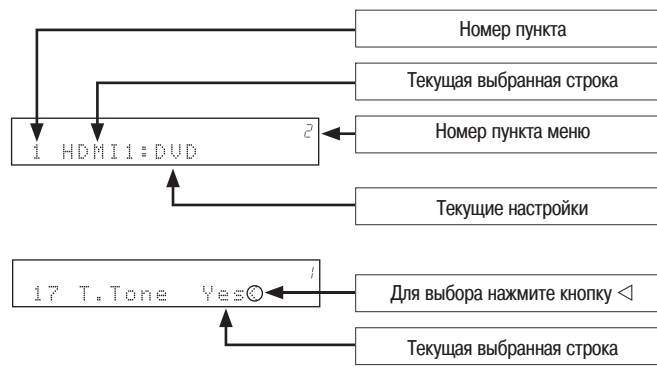 Номер пункта
Текущая выбранная строка
2
Номер пункта меню
1 HDMI1:DVD
Текущие настройки
1
17 T.Tone Yes
Для выбора нажмите кнопку ◁
Текущая выбранная строка